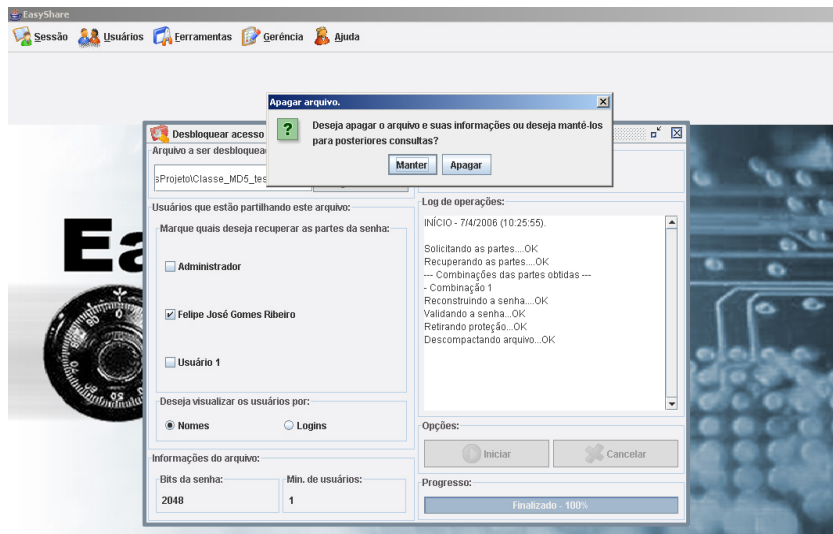 EasyShare
Sessão Usuários Ferramentas Gerência Ajuda
Apagar arquivo.
Deseja apagar o arquivo e suas informações ou deseja mantê-los
para posteriores consultas?
Manter Apagar
Desbloquear acesso
Arquivo a ser desbloquea
sProjeto\Classe_MD5_tes
Usuários que estão partilhando este arquivo:
Marque quais deseja recuperar as partes da senha:
Administrador
Felipe José Gomes Ribeiro
Usuário 1
Deseja visualizar os usuários por:
Nomes Logins
Informações do arquivo:
Bits da senha:
2048
Min. de usuários:
1
Log de operações:
INÍCIO - 7/4/2006 (10:25:55).
Solicitando as partes....OK
Recuperando as partes....OK
--- Combinações das partes obtidas ---
- Combinação 1
Reconstruindo a senha....OK
Validando a senha...OK
Retirando proteção...OK
Descompactando arquivo...OK
Opções:
Iniciar Cancelar
Progresso:
Finalizado - 100%
Ea